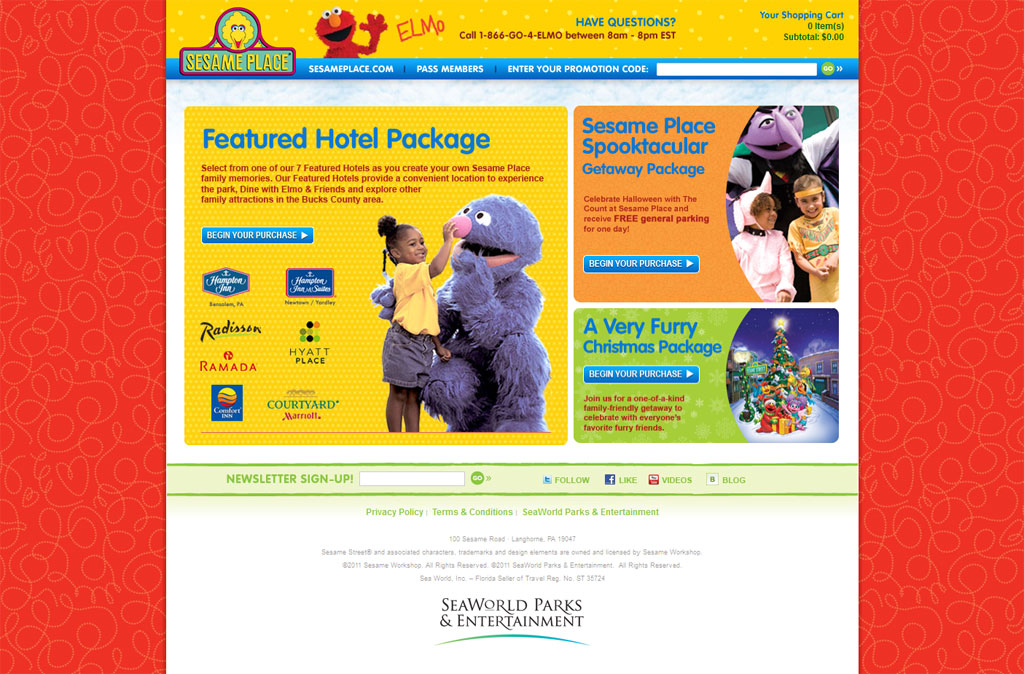 SESAME PLACE
ELMO
HAVE QUESTIONS?
Call 1-866-GO-4-ELMO between 8am - 8pm EST
Your Shopping Cart
0 Item(s)
Subtotal: $0.00
SESAMEPLACE.COM | PASS MEMBERS | ENTER YOUR PROMOTION CODE: GO »
Featured Hotel Package
Select from one of our 7 Featured Hotels as you create your own Sesame Place
family memories. Our Featured Hotels provide a convenient location to experience
the park, Dine with Elmo & Friends and explore other
family attractions in the Bucks County area.
BEGIN YOUR PURCHASE
Hampton
Inn
Bensalem, PA
Hampton
Inn & Suites
Newtown / Yardley
Radisson
HYATT
PLACE
RAMADA
Comfort
INN
COURTYARD®
Marriott.
Sesame Place
Spooktacular
Getaway Package
Celebrate Halloween with The
Count at Sesame Place and
receive FREE general parking
for one day!
BEGIN YOUR PURCHASE
A Very Furry
Christmas Package
BEGIN YOUR PURCHASE
Join us for a one-of-a-kind
family-friendly getaway to
celebrate with everyone's
favorite furry friends.
NEWSLETTER SIGN-UP! GO » FOLLOW LIKE VIDEOS B BLOG
Privacy Policy | Terms & Conditions | SeaWorld Parks & Entertainment
100 Sesame Road · Langhorne, PA 19047
Sesame Street® and associated characters, trademarks and design elements are owned and licensed by Sesame Workshop.
©2011 Sesame Workshop. All Rights Reserved. ©2011 SeaWorld Parks & Entertainment. All Rights Reserved.
Sea World, Inc. – Florida Seller of Travel Reg. No. ST 35724
SEAWORLD PARKS
& ENTERTAINMENT